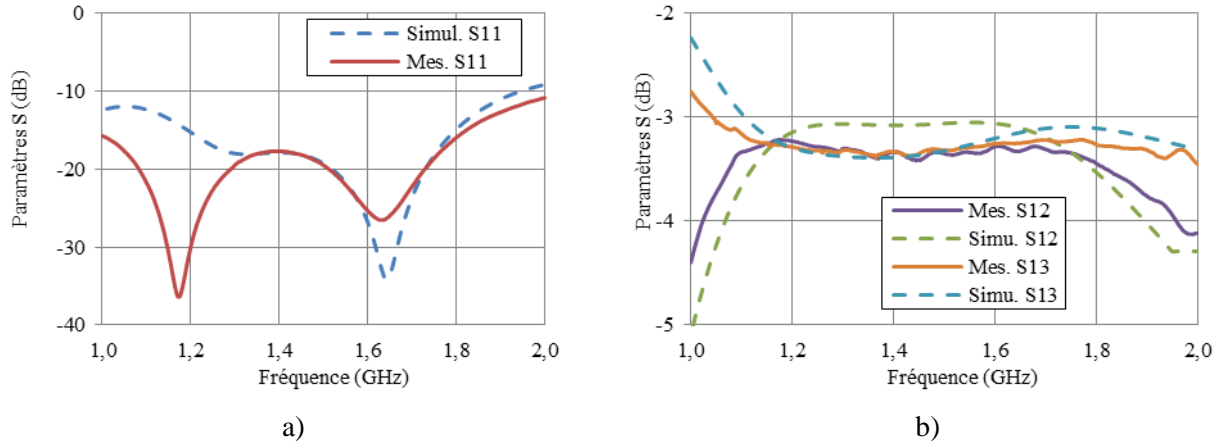 0
-10
-20
-30
-40
Paramètres S (dB)
Simul. S11
Mes. S11
1,0
1,2
1,4
1,6
1,8
2,0
Fréquence (GHz)
a)
-2
-3
-4
-5
Paramètres S (dB)
Mes. S12
Simu. S12
Mes. S13
Simu. S13
1,0
1,2
1,4
1,6
1,8
2,0
Fréquence (GHz)
b)